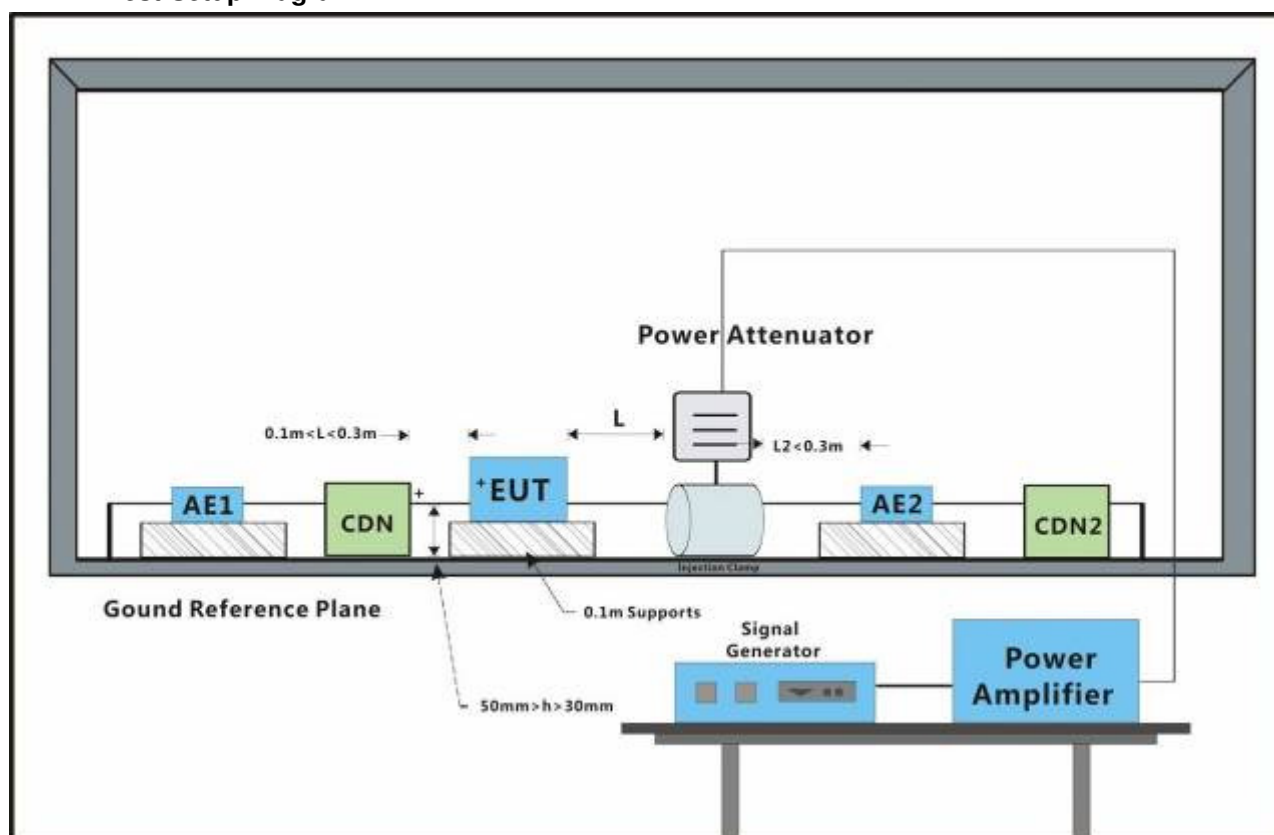 Power Attenuator
0.1m<L<0.3m
L
L2<0.3m
AE1
CDN
+
+EUT
AE2
CDN2
Injection Clamp
Gound Reference Plane
0.1m Supports
Signal
Generator
Power
Amplifier
50mm>h>30mm